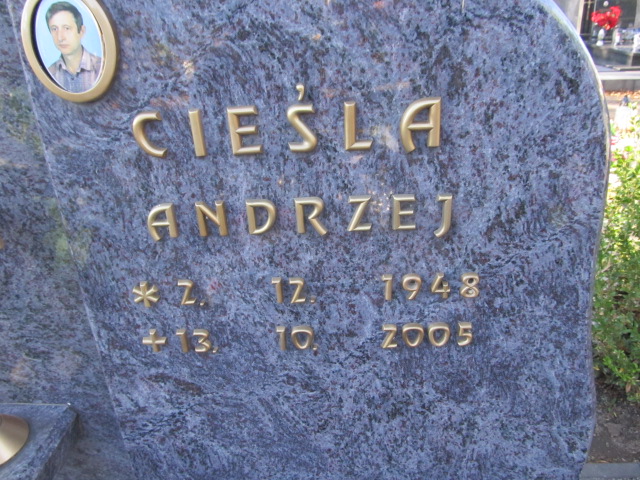 CIEŚLA
ANDRZEJ
* 2. 12. 1948
+ 13. 10. 2005